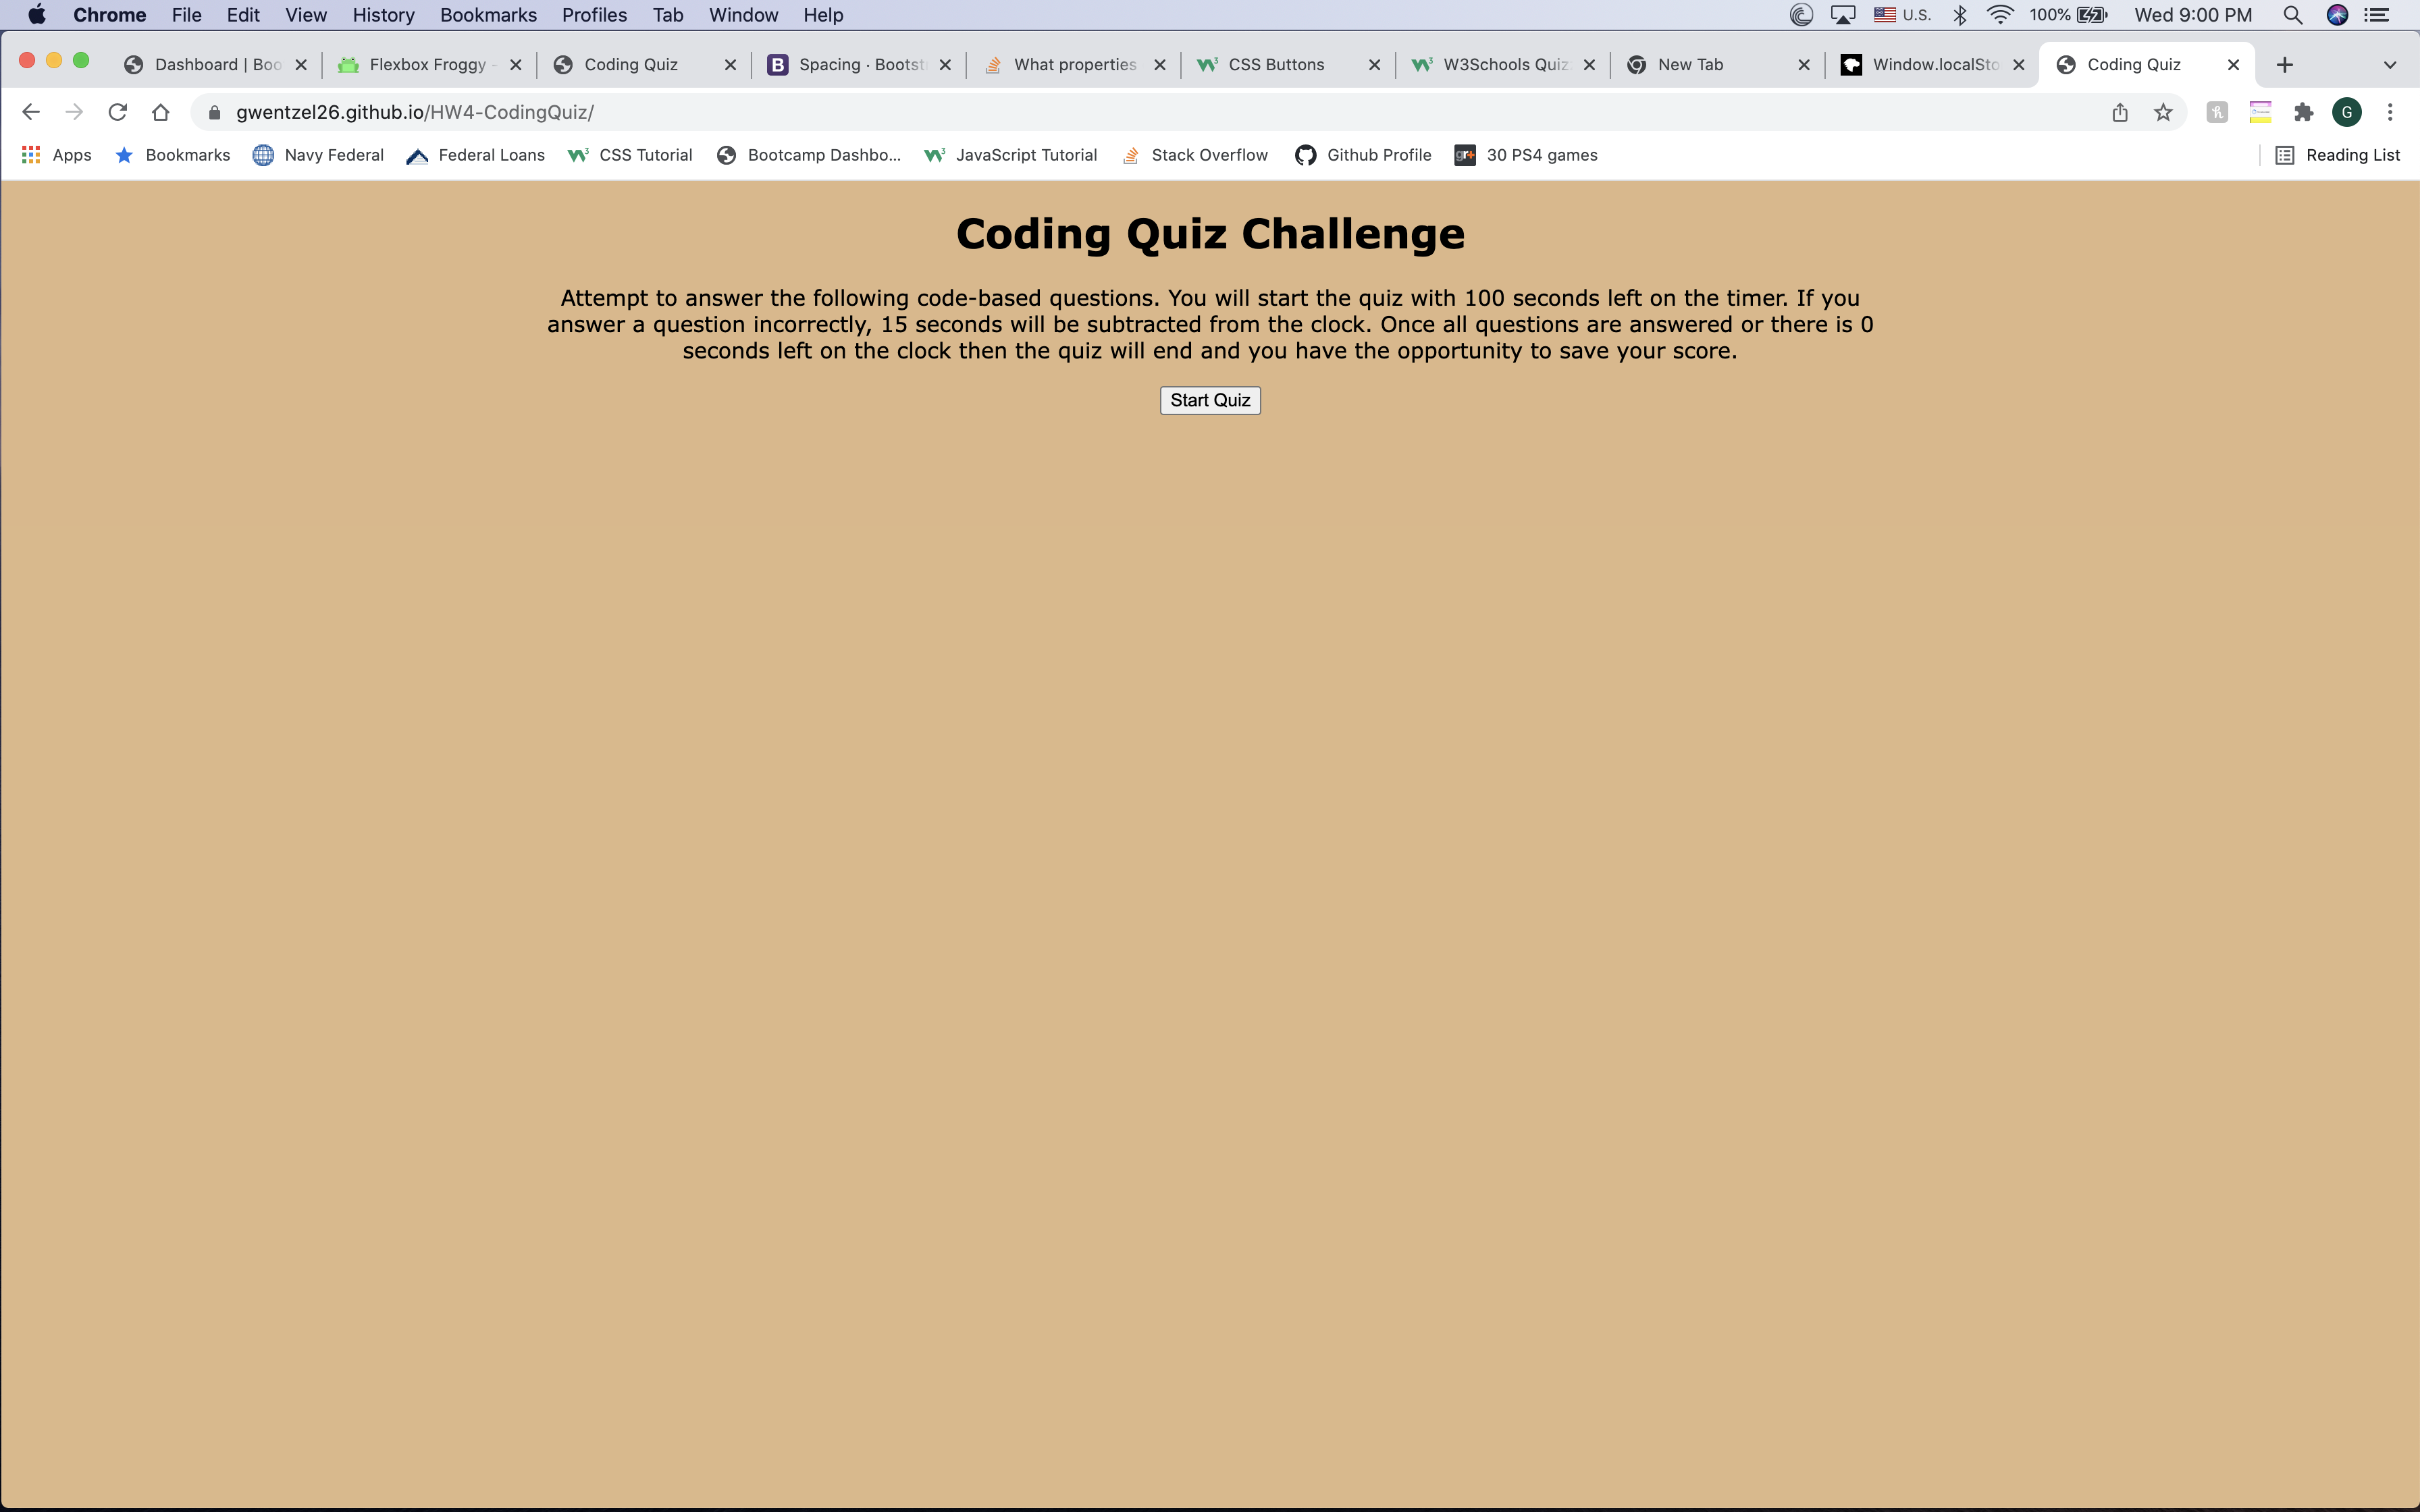 Chrome File Edit View History Bookmarks Profiles Tab Window Help U.S. 100% Wed 9:00 PM
Dashboard | Boo Flexbox Froggy - Coding Quiz Spacing · Bootst What properties CSS Buttons W3Schools Quiz New Tab Window.localSto Coding Quiz
gwentzel26.github.io/HW4-CodingQuiz/ G
Apps Bookmarks Navy Federal Federal Loans CSS Tutorial Bootcamp Dashbo... JavaScript Tutorial Stack Overflow Github Profile gr+ 30 PS4 games Reading List
Coding Quiz Challenge
Attempt to answer the following code-based questions. You will start the quiz with 100 seconds left on the timer. If you
answer a question incorrectly, 15 seconds will be subtracted from the clock. Once all questions are answered or there is 0
seconds left on the clock then the quiz will end and you have the opportunity to save your score.
Start Quiz